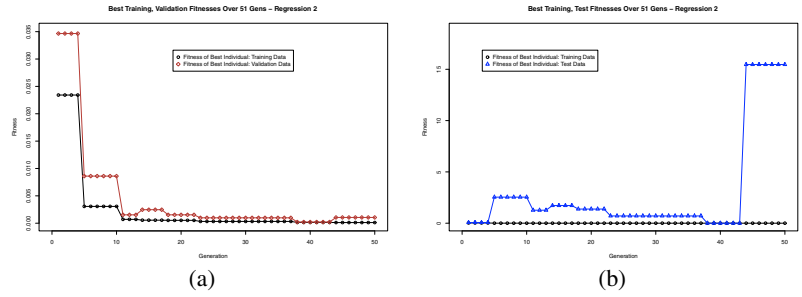 Best Training, Validation Fitnesses Over 51 Gens − Regression 2
Fitness
0.035
0.030
0.025
0.020
0.015
0.010
0.005
0.000
Fitness of Best Individual: Training Data
Fitness of Best Individual: Validation Data
0 10 20 30 40 50
Generation
(a)
Best Training, Test Fitnesses Over 51 Gens − Regression 2
Fitness
15
10
5
0
Fitness of Best Individual: Training Data
Fitness of Best Individual: Test Data
0 10 20 30 40 50
Generation
(b)